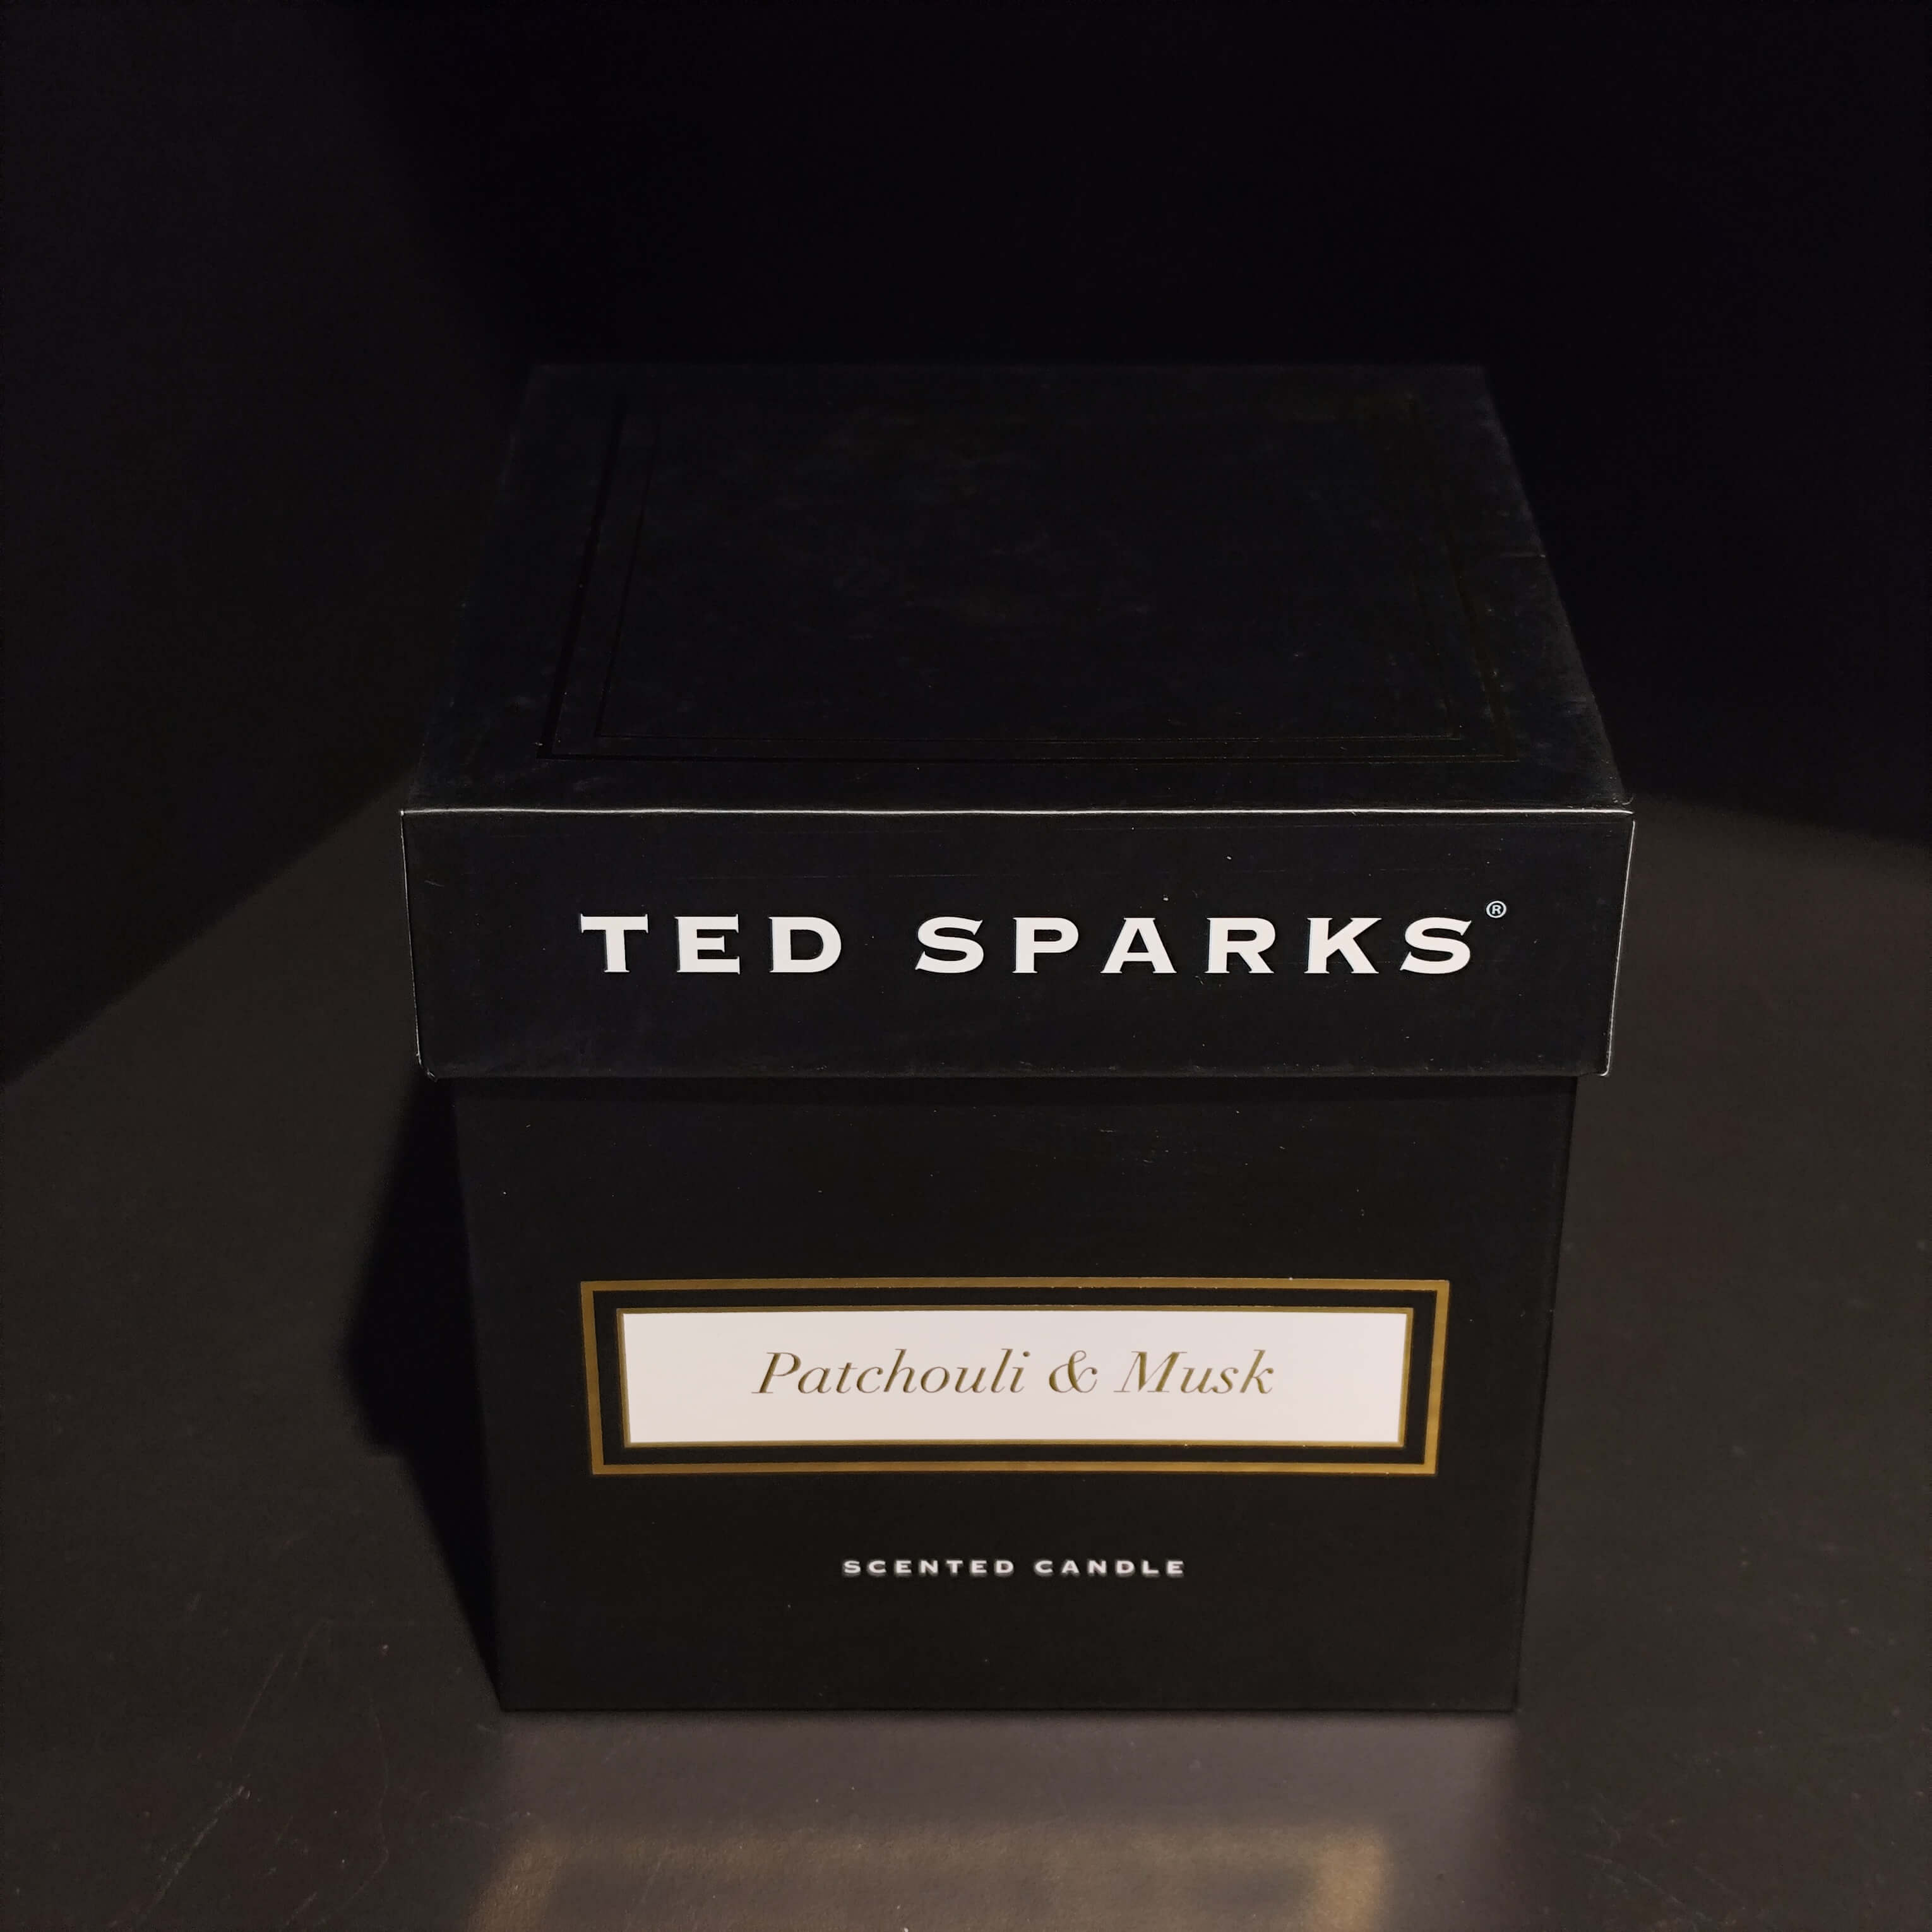 TED SPARKS®
Patchouli & Musk
SCENTED CANDLE